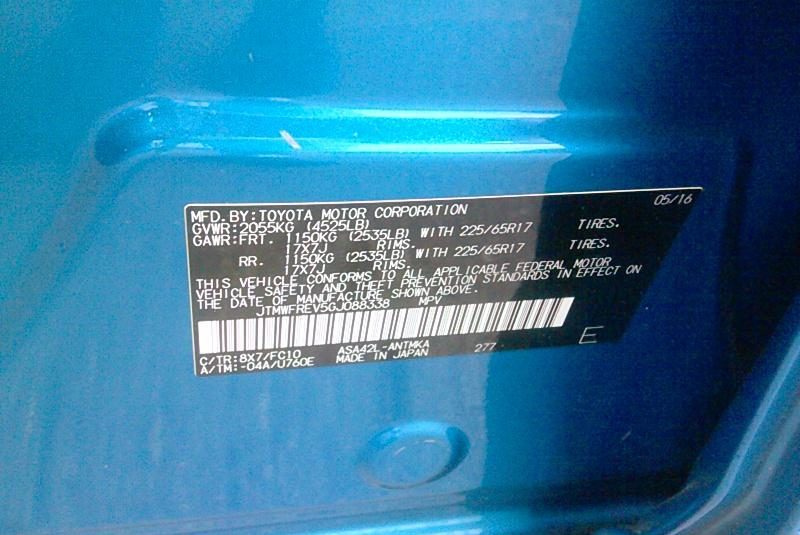 MFD. BY: TOYOTA MOTOR CORPORATION 05/16
GVWR: 2055KG (4525LB)
GAWR: FRT. 1150KG (2535LB) WITH 225/65R17 TIRES.
17X7J RIMS.
RR. 1150KG (2535LB) WITH 225/65R17 TIRES.
17X7J RIMS.
THIS VEHICLE CONFORMS TO ALL APPLICABLE FEDERAL MOTOR
VEHICLE SAFETY AND THEFT PREVENTION STANDARDS IN EFFECT ON
THE DATE OF MANUFACTURE SHOWN ABOVE.
JTMWFREV5GJ088338 MPV
C/TR: 8X7/FC10 ASA42L-ANTMKA 277 E
A/TM: -04A/U760E MADE IN JAPAN